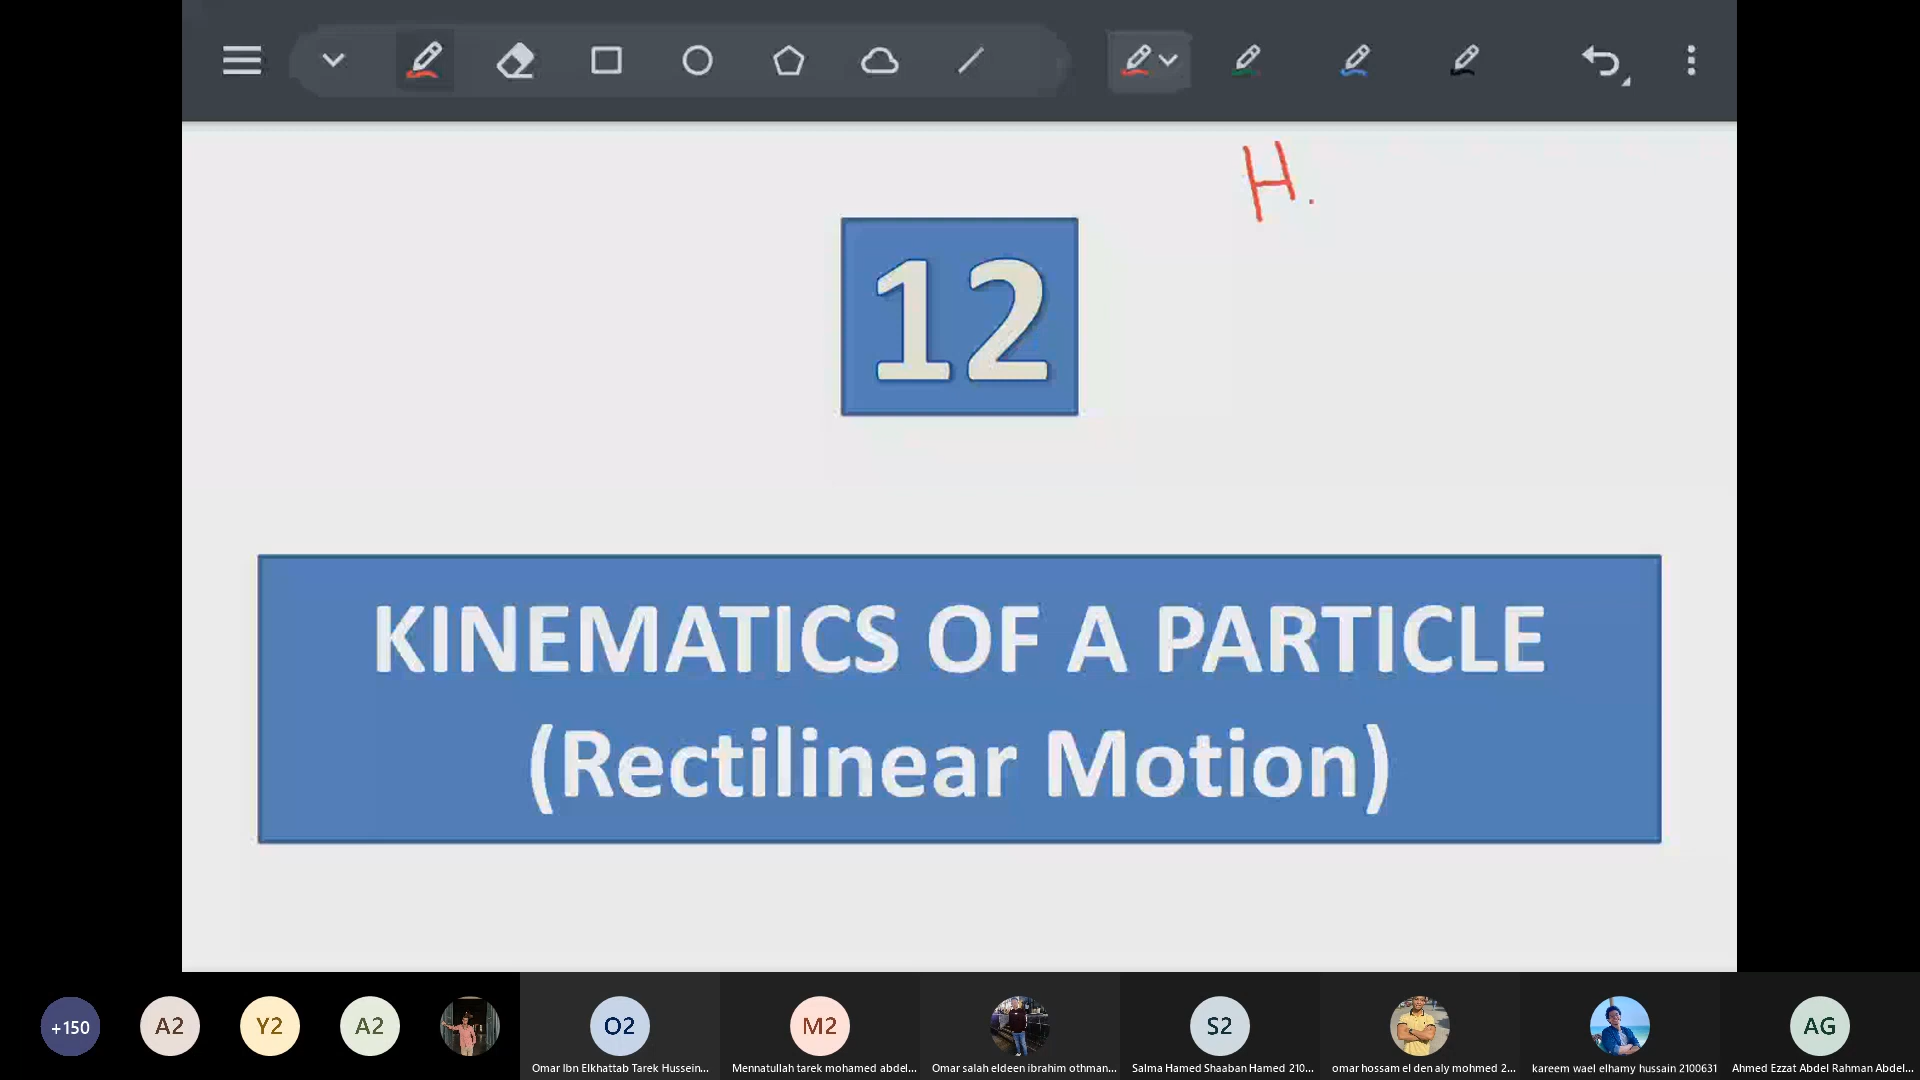 H.
12
KINEMATICS OF A PARTICLE
(Rectilinear Motion)
+150
A2
Y2
A2
O2
M2
S2
AG
Omar Ibn Elkhattab Tarek Hussein...
Mennatullah tarek mohamed abdel...
Omar salah eldeen ibrahim othman...
Salma Hamed Shaaban Hamed 210...
omar hossam el den aly mohmed 2...
kareem wael elhamy hussain 2100631
Ahmed Ezzat Abdel Rahman Abdel...